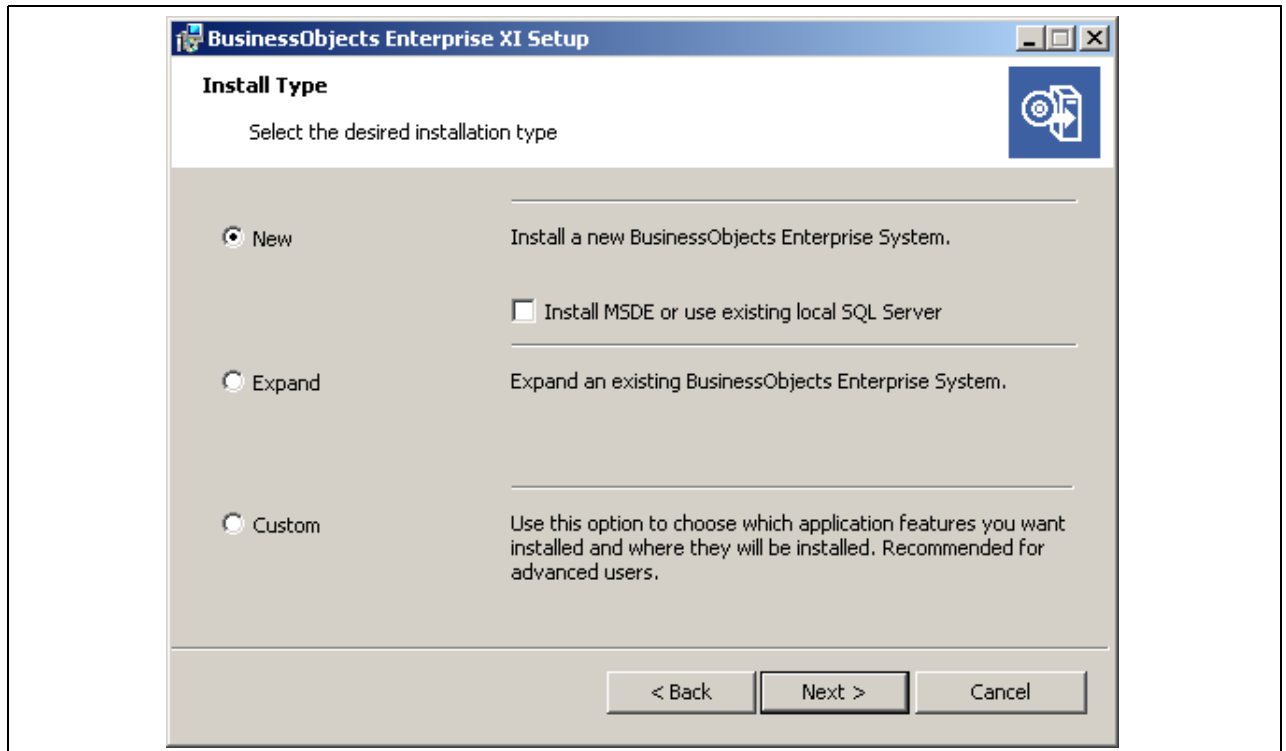 BusinessObjects Enterprise XI Setup
Install Type
Select the desired installation type
New
Install a new BusinessObjects Enterprise System.
Install MSDE or use existing local SQL Server
Expand
Expand an existing BusinessObjects Enterprise System.
Custom
Use this option to choose which application features you want
installed and where they will be installed. Recommended for
advanced users.
< Back
Next >
Cancel